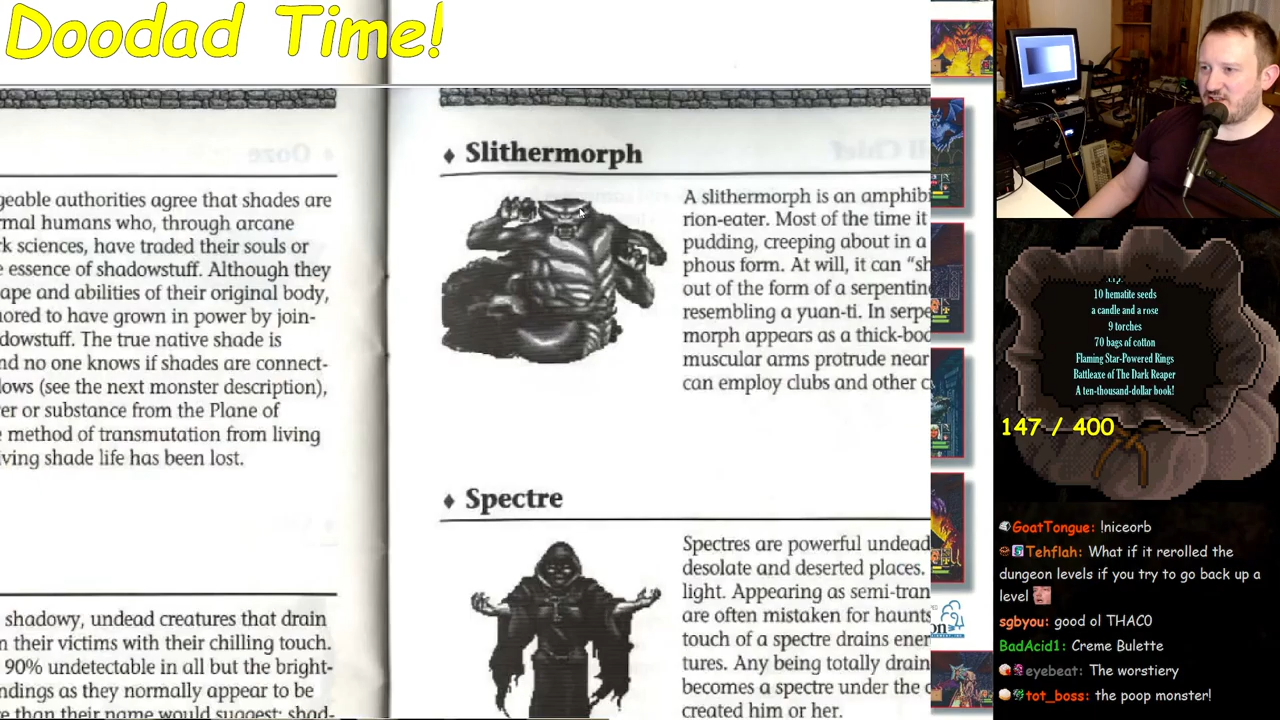 Doodad Time!
Ooze
geable authorities agree that shades are
rmal humans who, through arcane
rk sciences, have traded their souls or
e essence of shadowstuff. Although they
ape and abilities of their original body,
nored to have grown in power by join-
dowstuff. The true native shade is
nd no one knows if shades are connect-
lows (see the next monster description),
er or substance from the Plane of
e method of transmutation from living
iving shade life has been lost.
shadowy, undead creatures that drain
n their victims with their chilling touch.
90% undetectable in all but the bright-
ndings as they normally appear to be
re than their name would suggest; shad-
♦ Slithermorph
A slithermorph is an amphib
rion-eater. Most of the time it
pudding, creeping about in a
phous form. At will, it can "sh
out of the form of a serpentin
resembling a yuan-ti. In serpe
morph appears as a thick-bod
muscular arms protrude near
can employ clubs and other c
♦ Spectre
Spectres are powerful undead
desolate and deserted places.
light. Appearing as semi-tran
are often mistaken for haunts
touch of a spectre drains ener
tures. Any being totally drain
becomes a spectre under the c
created him or her.
on
10 hematite seeds
a candle and a rose
9 torches
70 bags of cotton
Flaming Star-Powered Rings
Battleaxe of The Dark Reaper
A ten-thousand-dollar book!
147 / 400
GoatTongue: !niceorb
Tehflah: What if it rerolled the
dungeon levels if you try to go back up a
level
sgbyou: good ol THAC0
BadAcid1: Creme Bulette
eyebeat: The worstiery
tot_boss: the poop monster!